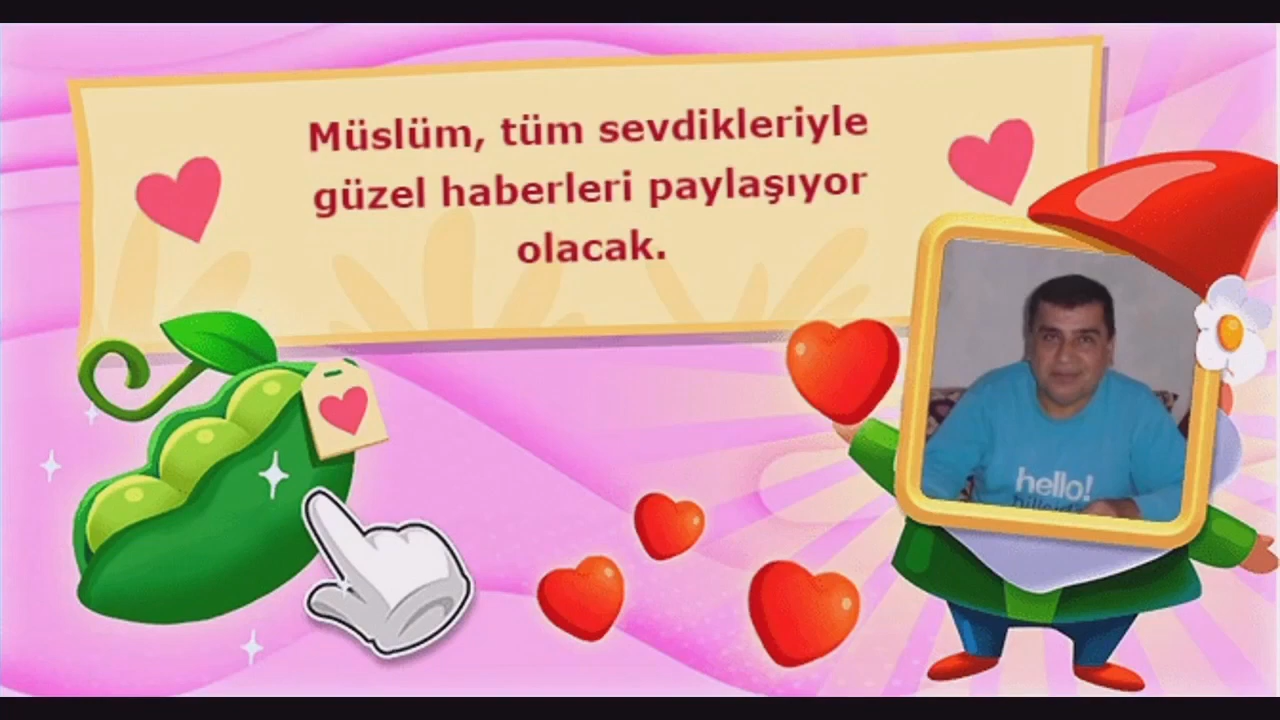 Müslüm, tüm sevdikleriyle
güzel haberleri paylaşıyor
olacak.
hello!